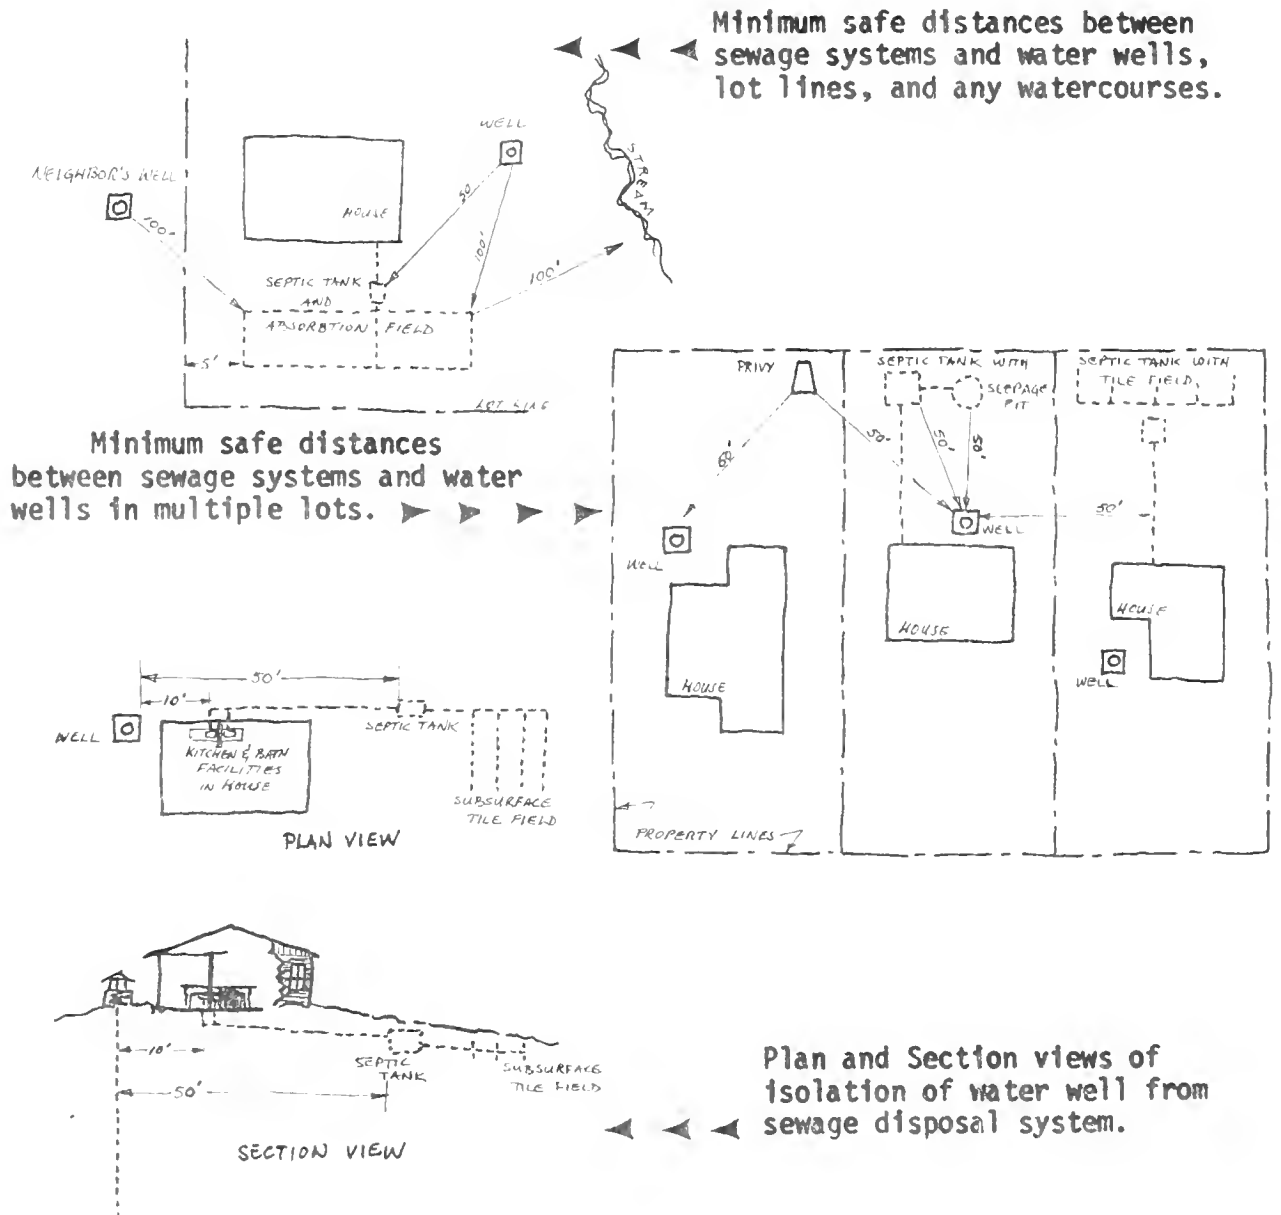 Minimum safe distances between
sewage systems and water wells,
lot lines, and any watercourses.
WELL
NEIGHBOR'S WELL
STREAM
HOUSE
50'
100'
100'
100'
SEPTIC TANK
AND
ABSORBTION FIELD
5'
LOT LINE
Minimum safe distances
between sewage systems and water
wells in multiple lots.
PRIVY
SEPTIC TANK WITH
SEEPAGE
PIT
SEPTIC TANK WITH
TILE FIELD
50'
50'
50'
50'
WELL
WELL
HOUSE
HOUSE
HOUSE
WELL
PROPERTY LINES
50'
10'
WELL
SEPTIC TANK
KITCHEN & BATH
FACILITIES
IN HOUSE
SUBSURFACE
TILE FIELD
PLAN VIEW
10'
50'
SEPTIC
TANK
SUBSURFACE
TILE FIELD
SECTION VIEW
Plan and Section views of
isolation of water well from
sewage disposal system.